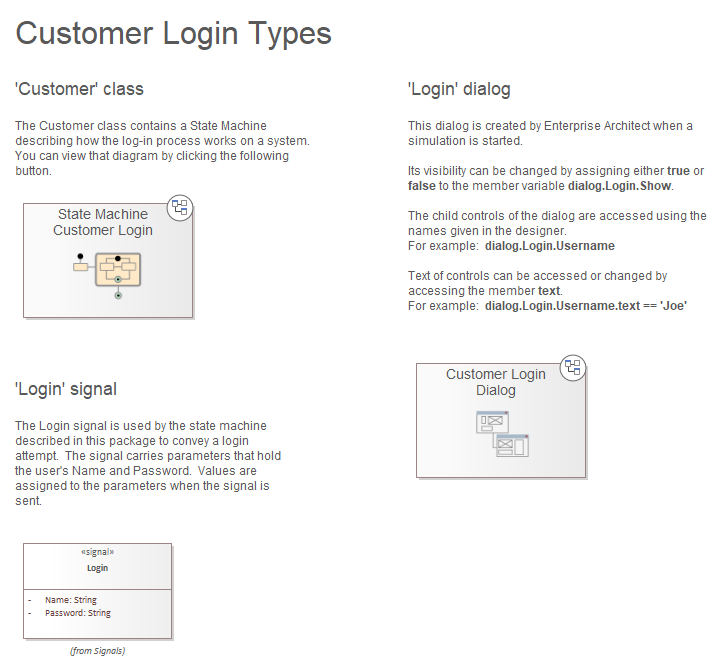 Customer Login Types
'Customer' class
The Customer class contains a State Machine
describing how the log-in process works on a system.
You can view that diagram by clicking the following
button.
State Machine
Customer Login
'Login' signal
The Login signal is used by the state machine
described in this package to convey a login
attempt.  The signal carries parameters that hold
the user's Name and Password.  Values are
assigned to the parameters when the signal is
sent.
«signal»
Login
- Name: String
- Password: String
(from Signals)
'Login' dialog
This dialog is created by Enterprise Architect when a
simulation is started.
Its visibility can be changed by assigning either true or
false to the member variable dialog.Login.Show.
The child controls of the dialog are accessed using the
names given in the designer.
For example:  dialog.Login.Username
Text of controls can be accessed or changed by
accessing the member text.
For example:  dialog.Login.Username.text == 'Joe'
Customer Login
Dialog